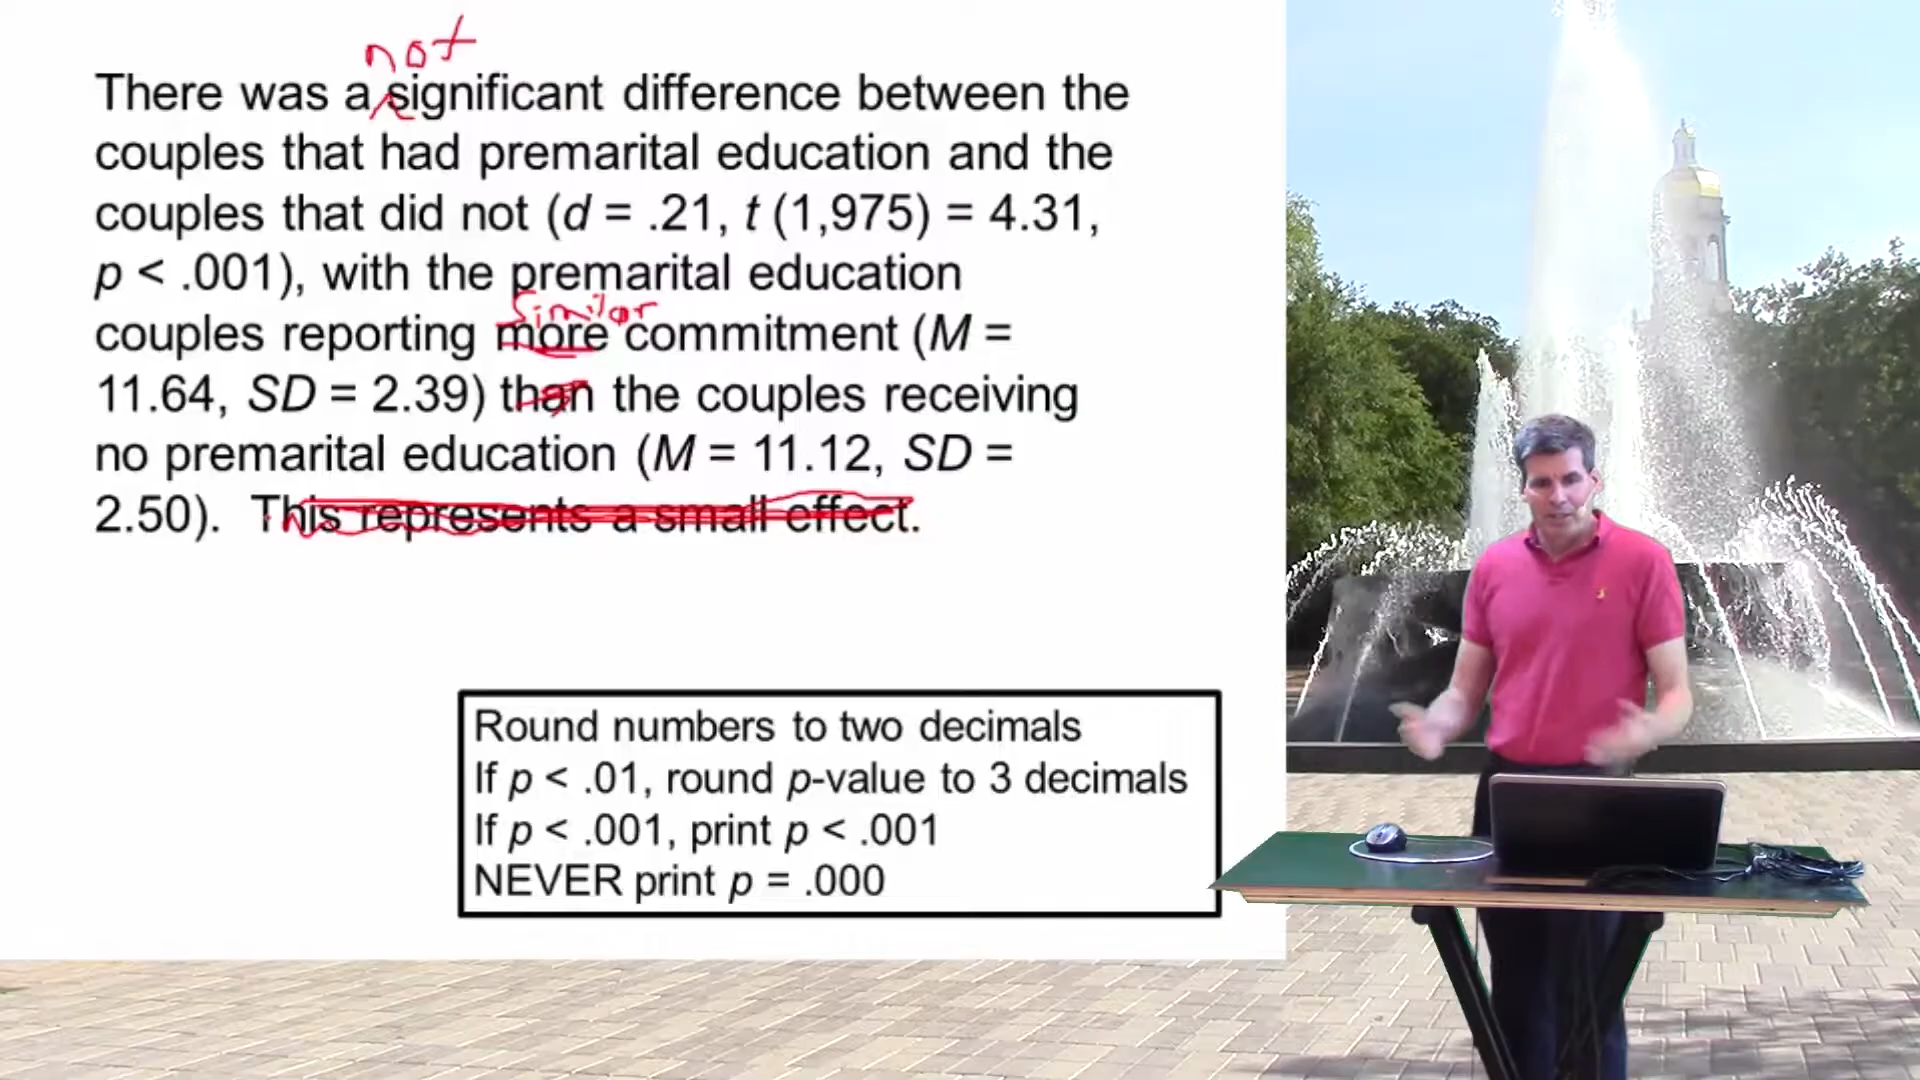 not
There was a significant difference between the
couples that had premarital education and the
couples that did not (d = .21, t (1,975) = 4.31,
p < .001), with the premarital education
similar
couples reporting more commitment (M =
11.64, SD = 2.39) than the couples receiving
no premarital education (M = 11.12, SD =
2.50). This represents a small effect.
Round numbers to two decimals
If p < .01, round p-value to 3 decimals
If p < .001, print p < .001
NEVER print p = .000